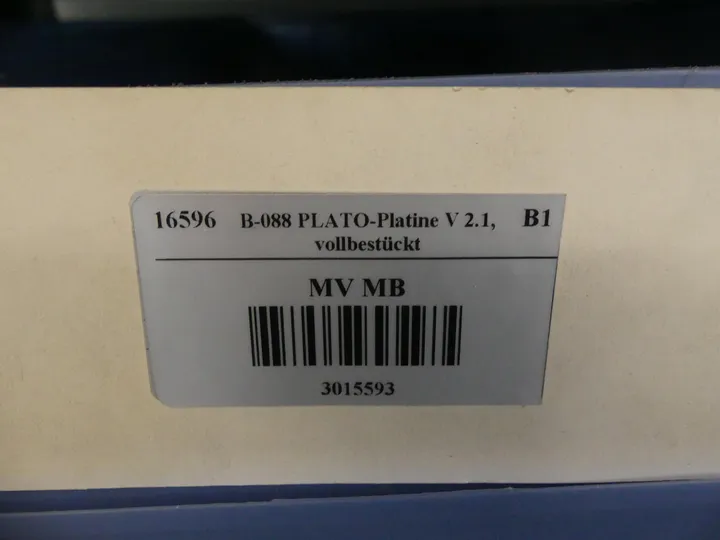 16596 B-088 PLATO-Platine V 2.1, B1
vollbestückt
MV MB
3015593